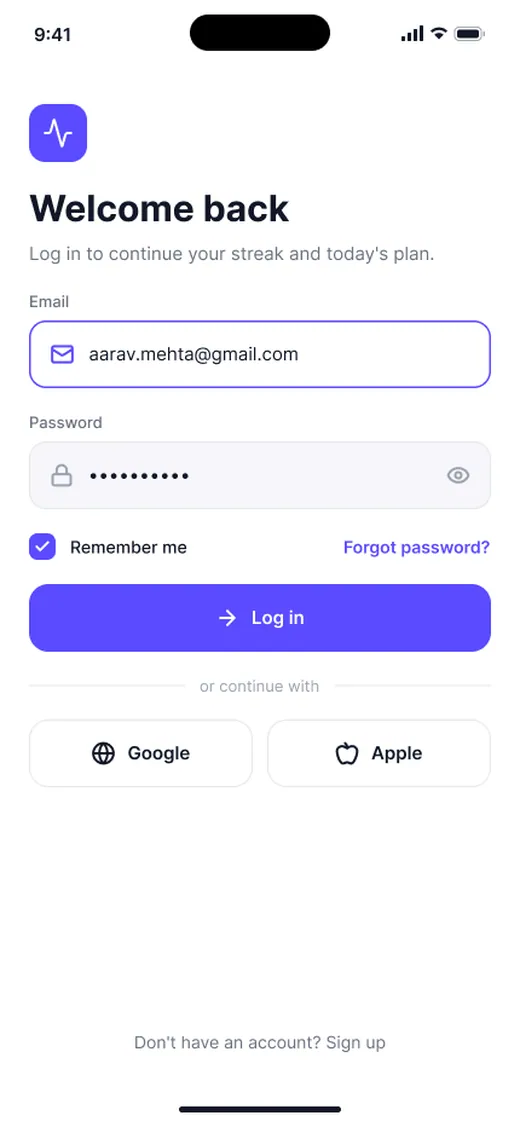 9:41
Welcome back
Log in to continue your streak and today's plan.
Email
aarav.mehta@gmail.com
Password
••••••••••
Remember me
Forgot password?
Log in
or continue with
Google
Apple
Don't have an account? Sign up